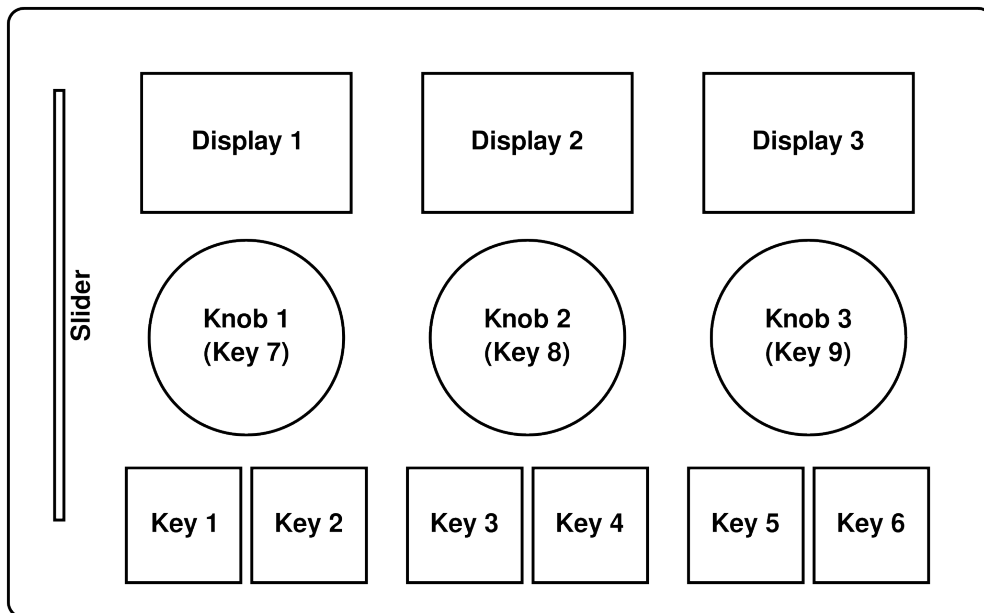 Display 1
Display 2
Display 3
Slider
Knob 1
(Key 7)
Knob 2
(Key 8)
Knob 3
(Key 9)
Key 1
Key 2
Key 3
Key 4
Key 5
Key 6